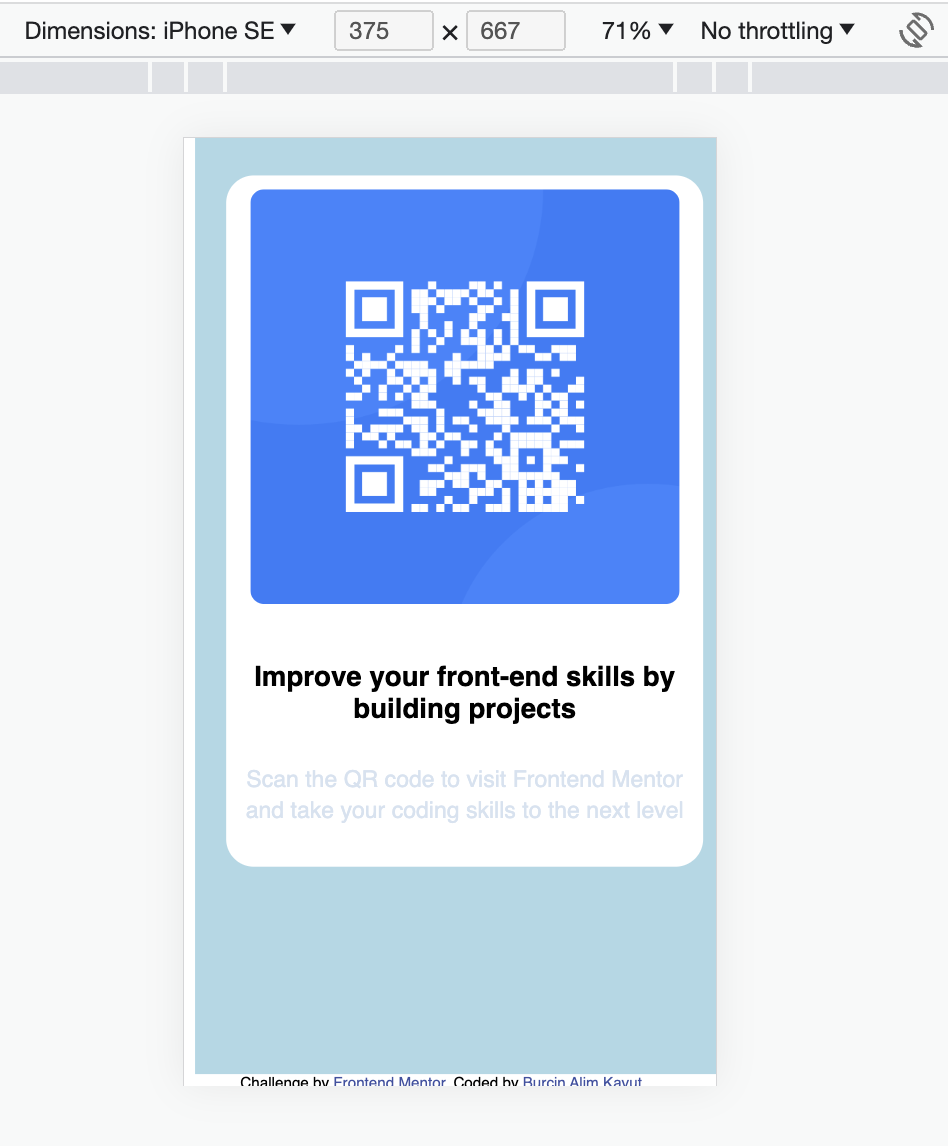 Dimensions: iPhone SE ▼ 375 × 667 71% ▼ No throttling ▼
Improve your front-end skills by
building projects
Scan the QR code to visit Frontend Mentor
and take your coding skills to the next level
Challenge by Frontend Mentor. Coded by Burcin Alim Kayut